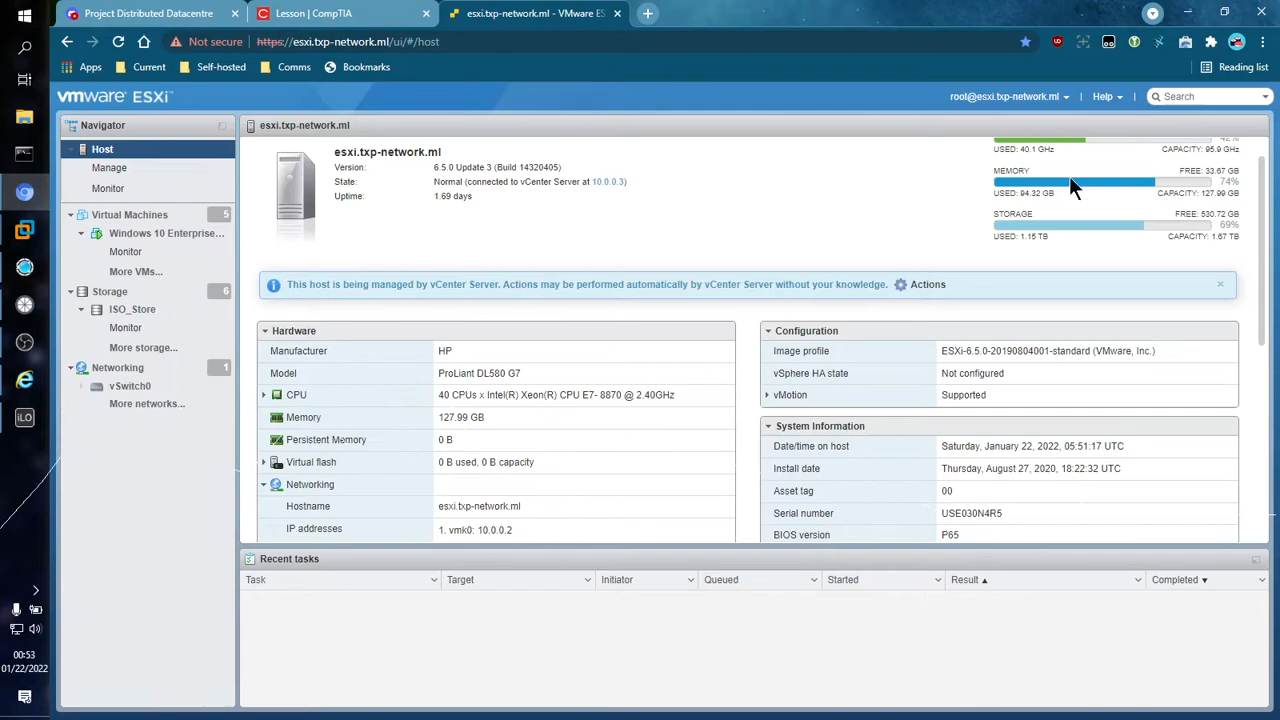 Project Distributed Datacentre
Lesson | CompTIA
esxi.txp-network.ml - VMware ES
Not secure
https://esxi.txp-network.ml/ui/#/host
Apps
Current
Self-hosted
Comms
Bookmarks
Reading list
vmware ESXi
root@esxi.txp-network.ml
Help
Search
Navigator
Host
Manage
Monitor
Virtual Machines 5
Windows 10 Enterprise...
Monitor
More VMs...
Storage 6
ISO_Store
Monitor
More storage...
Networking 1
vSwitch0
More networks...
esxi.txp-network.ml
esxi.txp-network.ml
Version: 6.5.0 Update 3 (Build 14320405)
State: Normal (connected to vCenter Server at 10.0.0.3)
Uptime: 1.69 days
42%
USED: 40.1 GHz CAPACITY: 95.9 GHz
MEMORY FREE: 33.67 GB
74%
USED: 94.32 GB CAPACITY: 127.99 GB
STORAGE FREE: 530.72 GB
69%
USED: 1.15 TB CAPACITY: 1.67 TB
This host is being managed by vCenter Server. Actions may be performed automatically by vCenter Server without your knowledge. Actions
Hardware
Manufacturer HP
Model ProLiant DL580 G7
CPU 40 CPUs x Intel(R) Xeon(R) CPU E7- 8870 @ 2.40GHz
Memory 127.99 GB
Persistent Memory 0 B
Virtual flash 0 B used, 0 B capacity
Networking
Hostname esxi.txp-network.ml
IP addresses 1. vmk0: 10.0.0.2
Configuration
Image profile ESXi-6.5.0-20190804001-standard (VMware, Inc.)
vSphere HA state Not configured
vMotion Supported
System Information
Date/time on host Saturday, January 22, 2022, 05:51:17 UTC
Install date Thursday, August 27, 2020, 18:22:32 UTC
Asset tag 00
Serial number USE030N4R5
BIOS version P65
Recent tasks
Task Target Initiator Queued Started Result Completed
iLO
00:53
01/22/2022